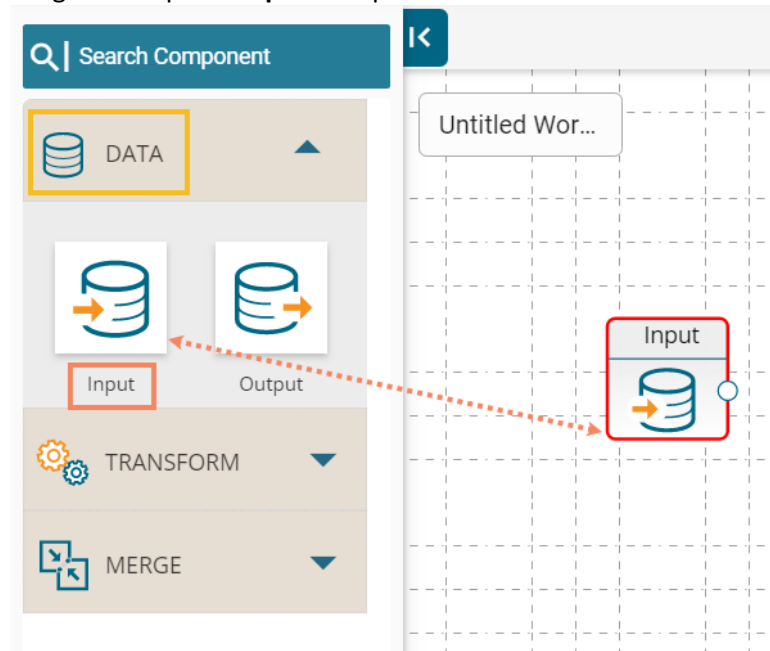 Search Component
Untitled Wor...
DATA
Input
Input
Output
TRANSFORM
MERGE